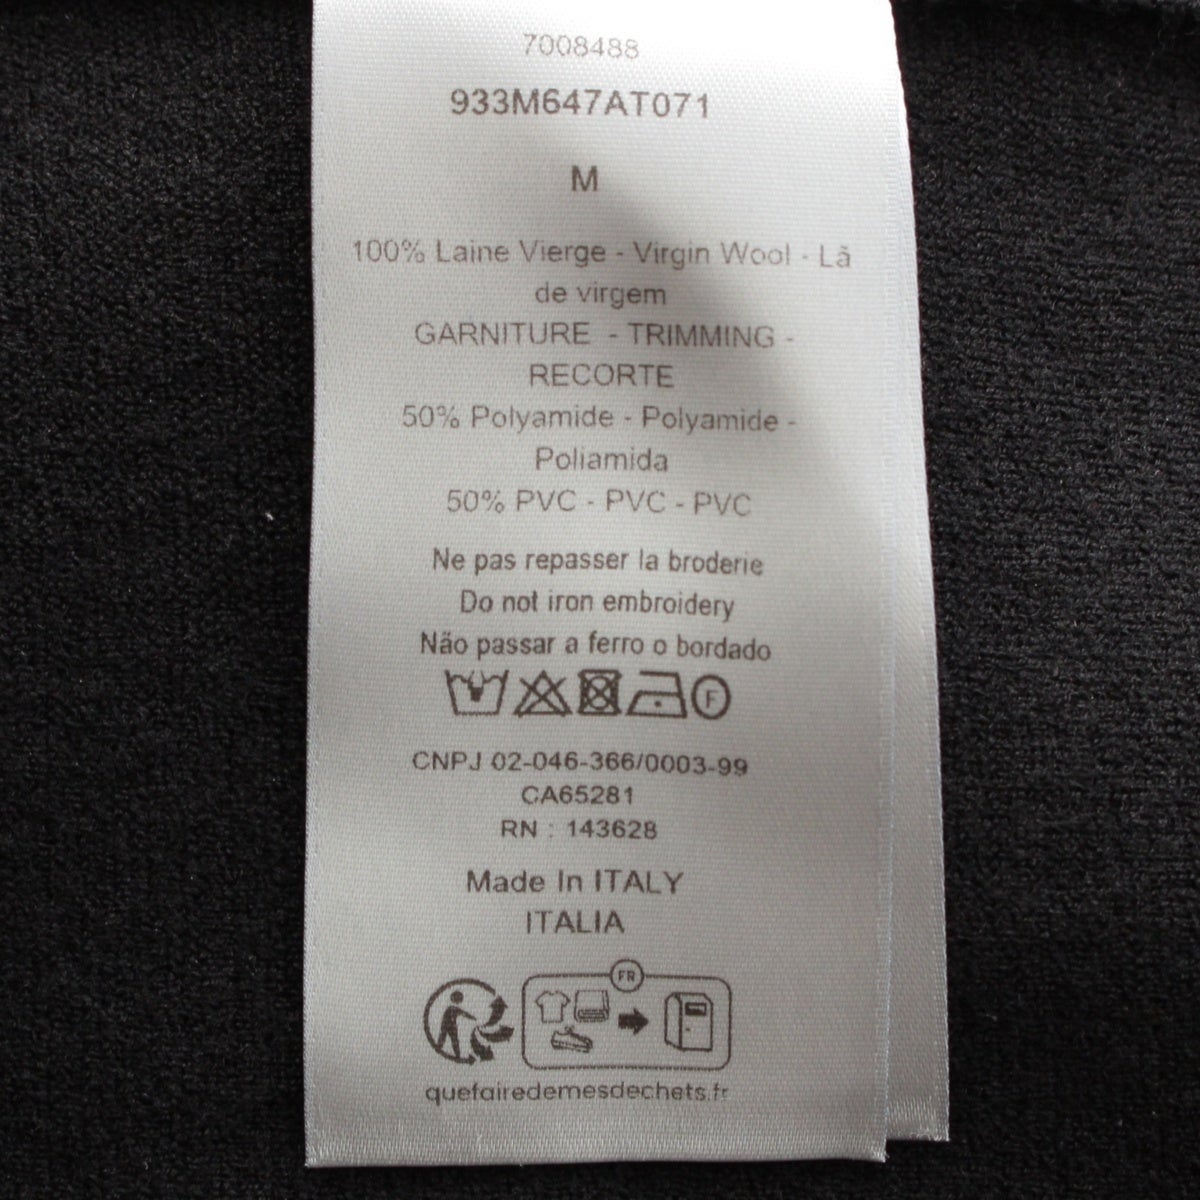 7008488
933M647AT071
M
100% Laine Vierge - Virgin Wool - Lã
de virgem
GARNITURE - TRIMMING -
RECORTE
50% Polyamide - Polyamide -
Poliamida
50% PVC - PVC - PVC
Ne pas repasser la broderie
Do not iron embroidery
Não passar a ferro o bordado
F
CNPJ 02-046-366/0003-99
CA65281
RN : 143628
Made In ITALY
ITALIA
FR
quefairedemesdechets.fr